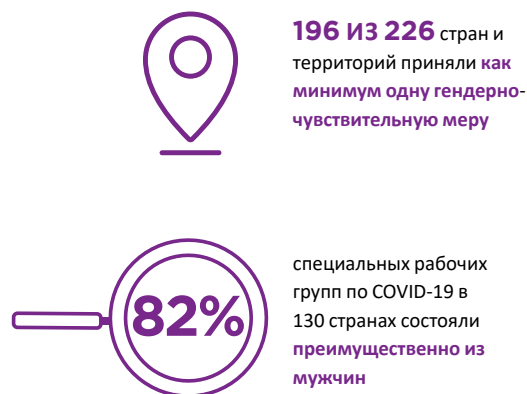 196 ИЗ 226 стран и
территорий приняли как
минимум одну гендерно-
чувствительную меру
82%
специальных рабочих
групп по COVID-19 в
130 странах состояли
преимущественно из
мужчин